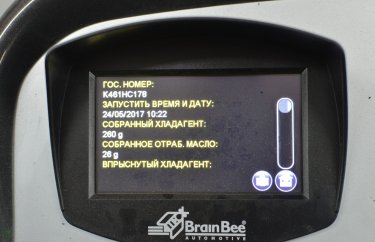 ГОС. НОМЕР:
K461HC178
ЗАПУСТИТЬ ВРЕМЯ И ДАТУ:
24/05/2017 10:22
СОБРАННЫЙ ХЛАДАГЕНТ:
260 g
СОБРАННОЕ ОТРАБ. МАСЛО:
26 g
ВПРЫСНУТЫЙ ХЛАДАГЕНТ:
BrainBee
AUTOMOTIVE